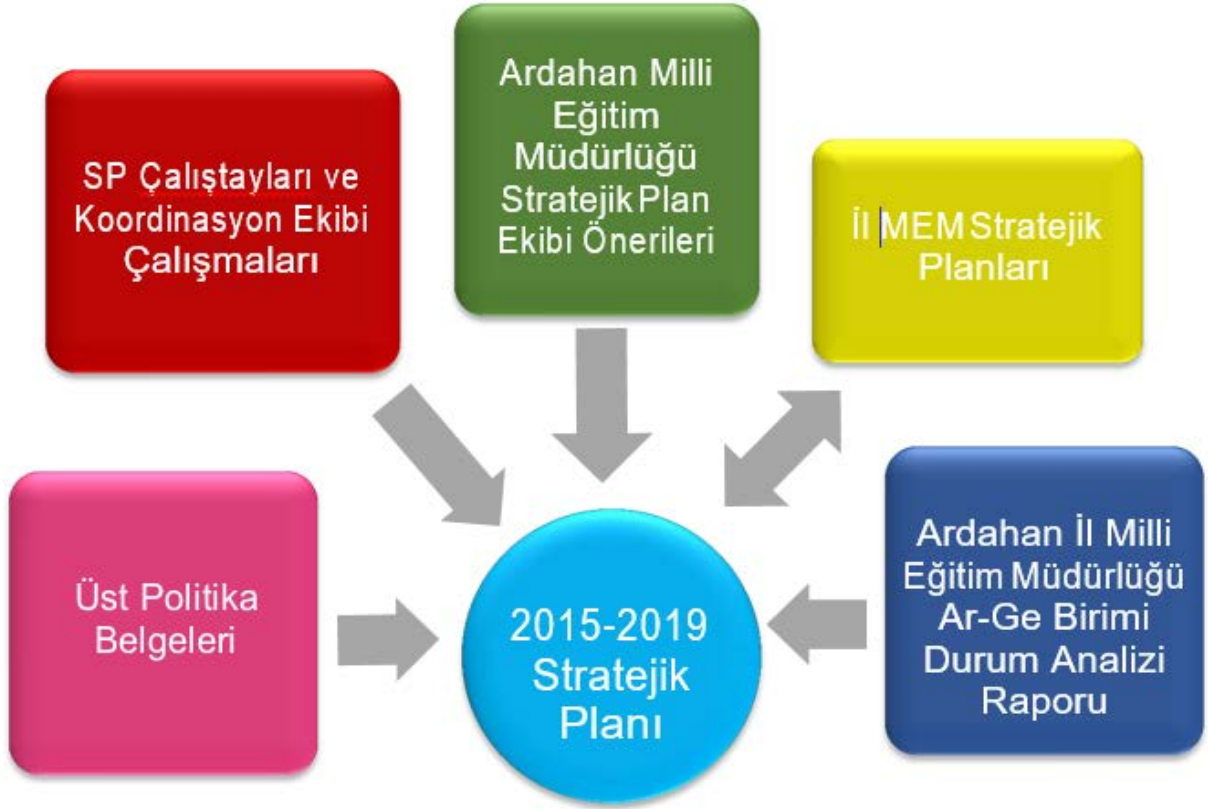 SP Çalıştayları ve
Koordinasyon Ekibi
Çalışmaları
Ardahan Milli
Eğitim
Müdürlüğü
Stratejik Plan
Ekibi Önerileri
İl MEM Stratejik
Planları
Üst Politika
Belgeleri
2015-2019
Stratejik
Planı
Ardahan İl Milli
Eğitim Müdürlüğü
Ar-Ge Birimi
Durum Analizi
Raporu